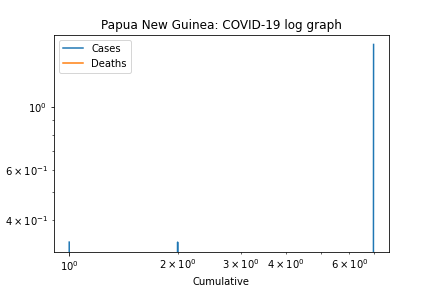 Papua New Guinea: COVID-19 log graph
Cases
Deaths
10⁰
6 × 10⁻¹
4 × 10⁻¹
10⁰
2 × 10⁰
3 × 10⁰
4 × 10⁰
6 × 10⁰
Cumulative